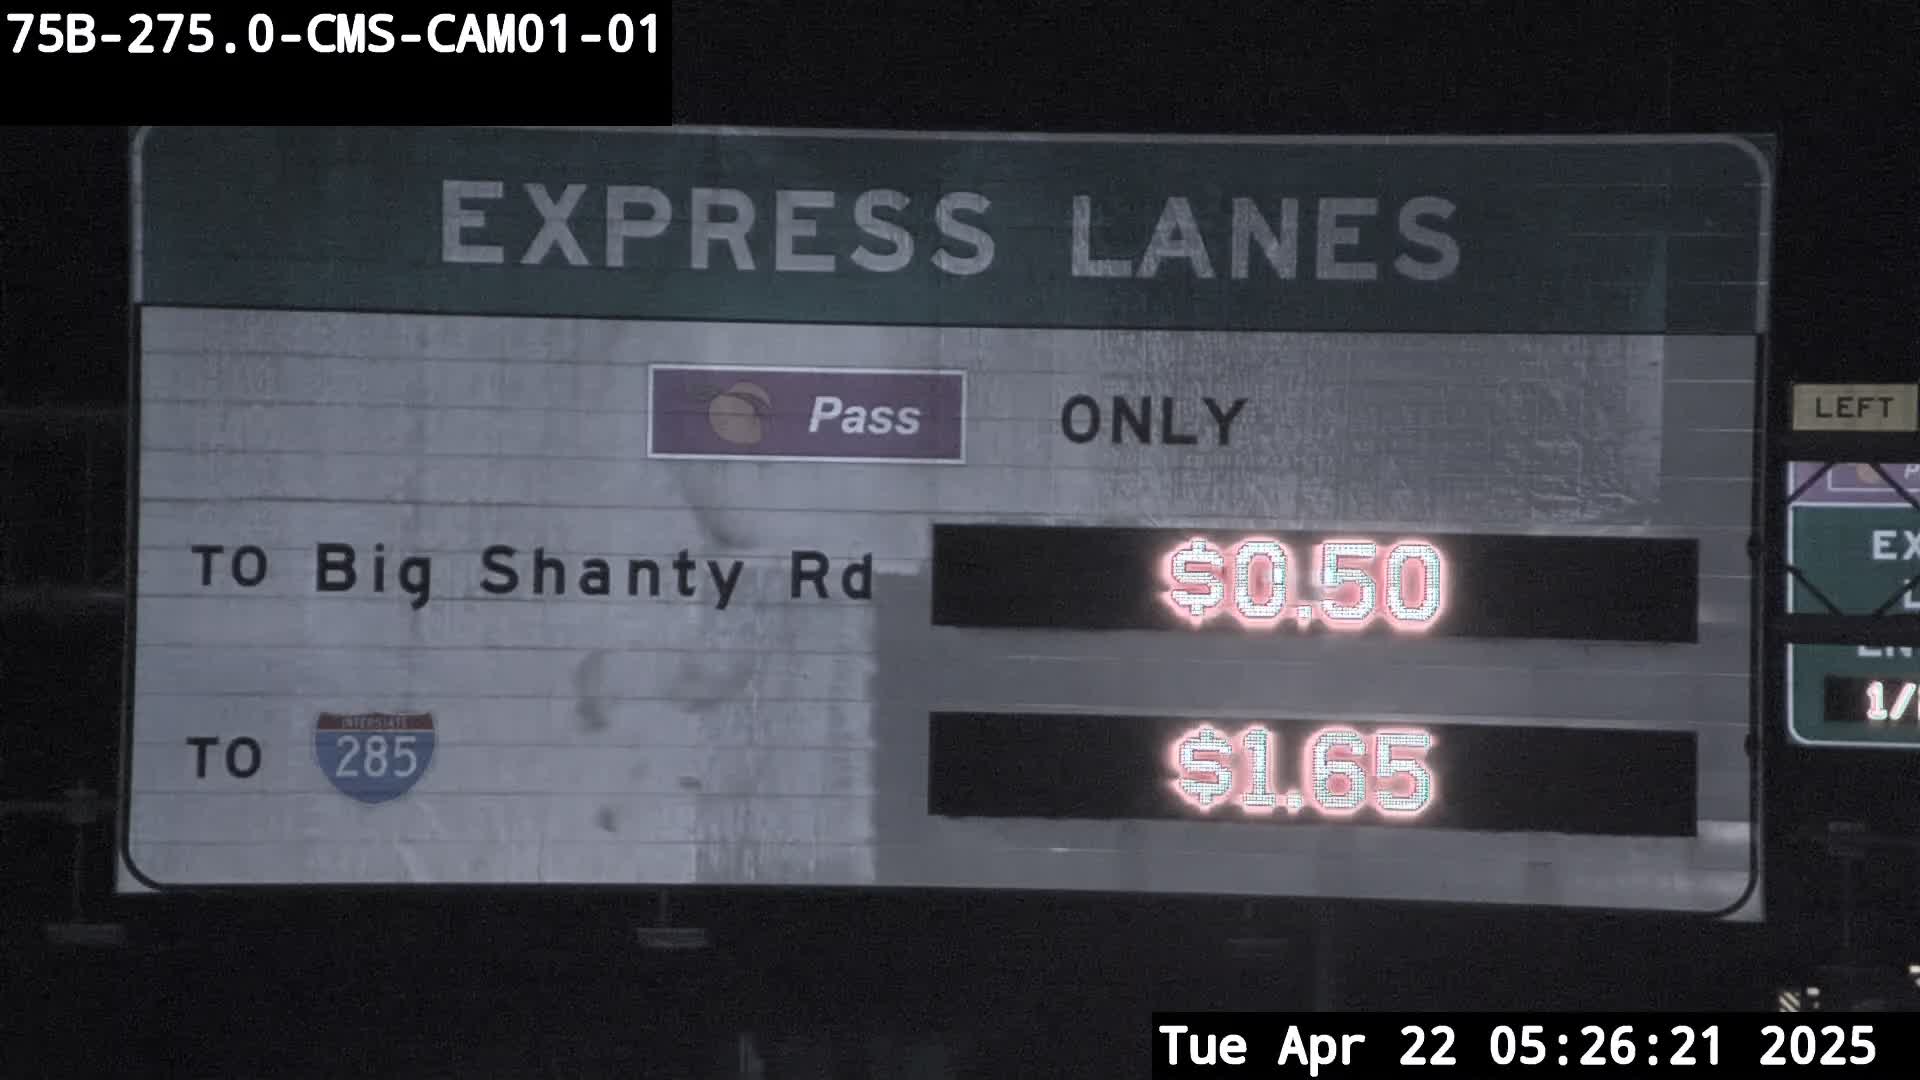 75B-275.0-CMS-CAM01-01
EXPRESS LANES
Pass ONLY
TO Big Shanty Rd $0.50
TO INTERSTATE 285 $1.65
LEFT
Tue Apr 22 05:26:21 2025